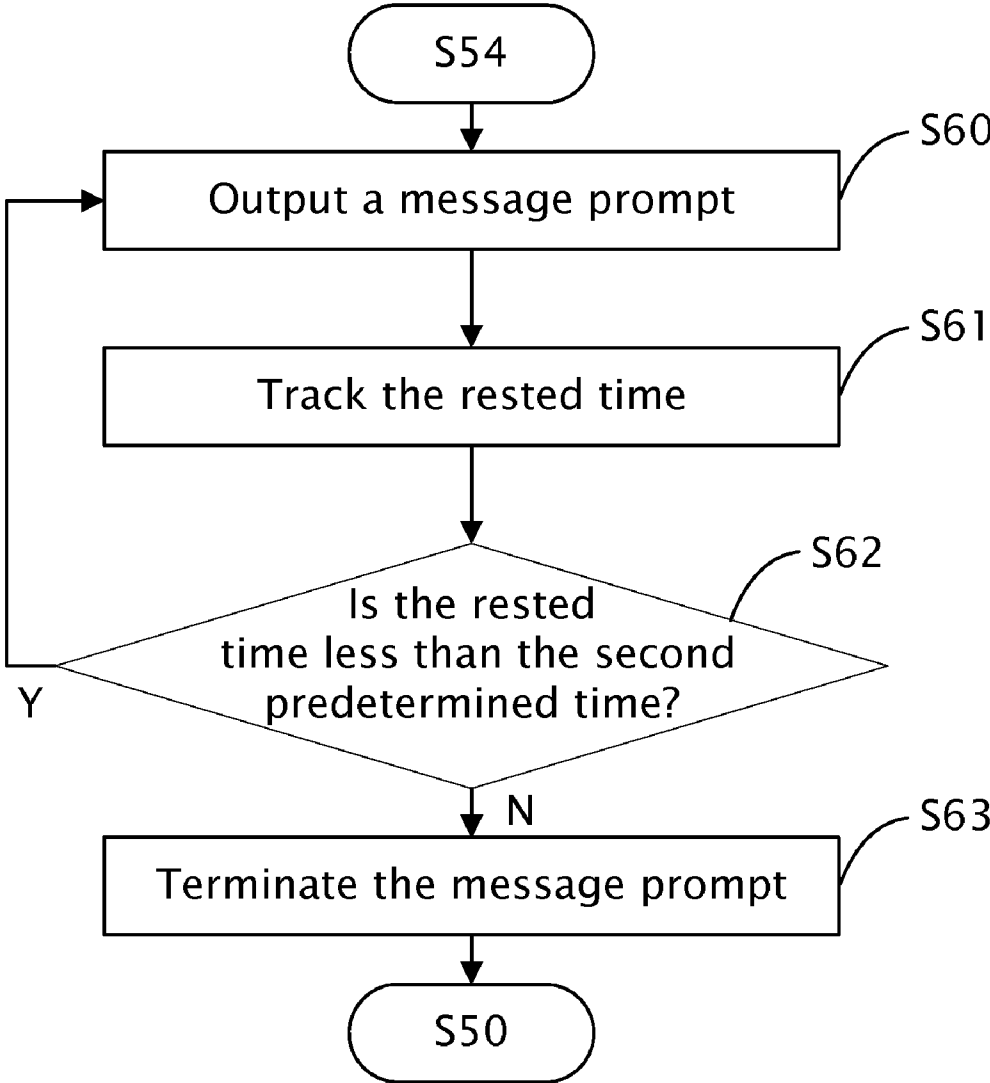 S54
S60
Output a message prompt
S61
Track the rested time
S62
Is the rested
time less than the second
predetermined time?
Y
N
S63
Terminate the message prompt
S50